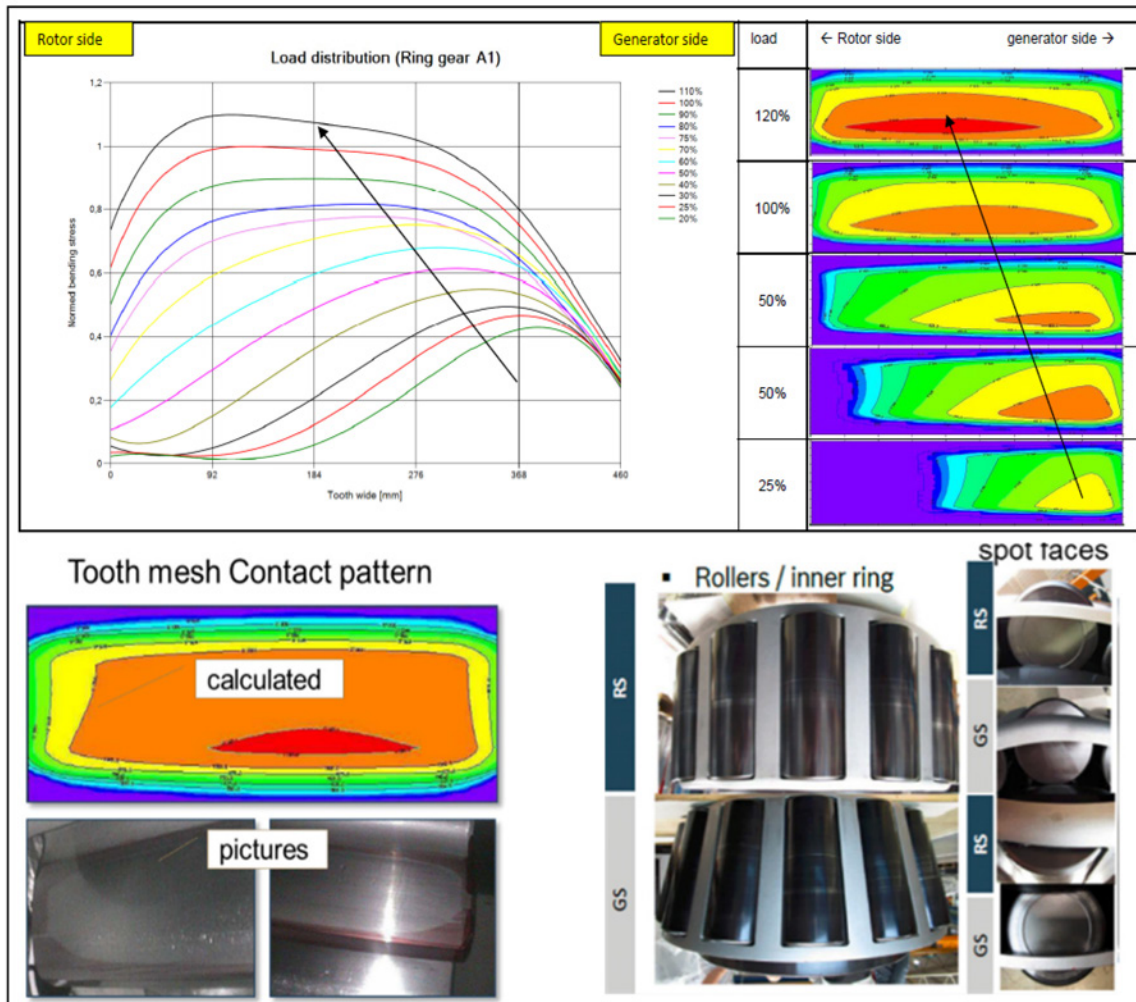 Rotor side
Generator side
Load distribution (Ring gear A1)
1,2
1
0,8
0,6
0,4
0,2
0
0
92
184
276
368
460
Normed bending stress
Tooth wide [mm]
110%
100%
90%
80%
75%
70%
60%
50%
40%
30%
25%
20%
load
← Rotor side
generator side →
120%
100%
50%
50%
25%
Tooth mesh Contact pattern
calculated
pictures
▪ Rollers / inner ring
RS
GS
spot faces
RS
GS
RS
GS